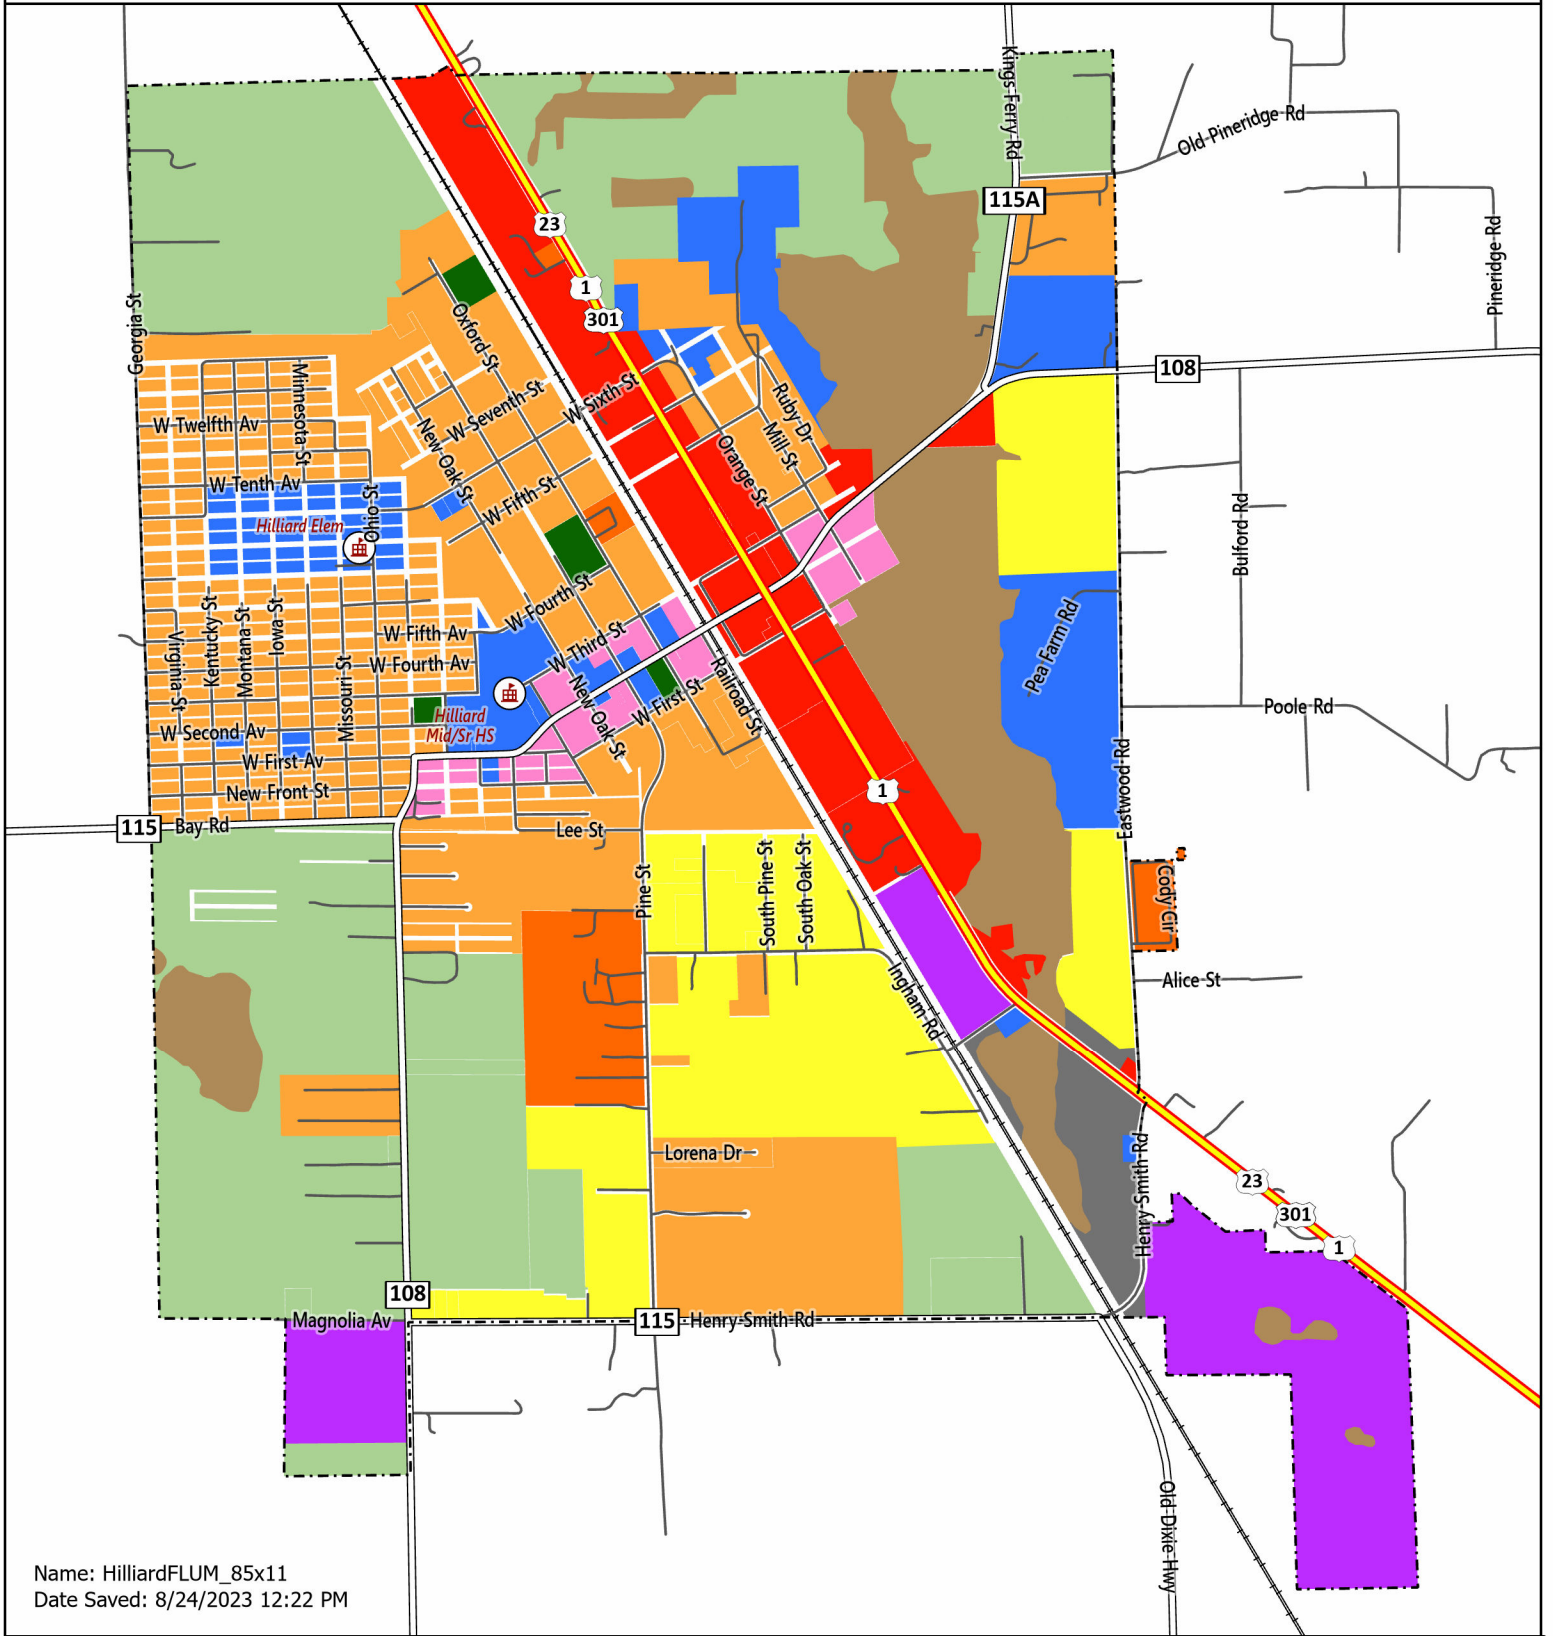 Kings Ferry Rd
Old Pineridge Rd
115A
23
Pineridge Rd
1
301
Georgia St
Oxford St
108
Minnesota St
W Seventh St
W Sixth St
Ruby Dr
W Twelfth Av
New Oak St
Mill St
Orange St
W Tenth Av
W Fifth St
Ohio St
Hilliard Elem
Bulford Rd
W Fourth St
Kentucky St
Montana St
Iowa St
W Fifth Av
W Third St
Pea Farm Rd
Virginia St
W Fourth Av
Missouri St
Railroad St
New Oak St
W First St
Poole Rd
Hilliard
Mid/Sr HS
W Second Av
W First Av
Eastwood Rd
New Front St
1
115
Bay Rd
Lee St
Pine St
South Pine St
South Oak St
Cody Cir
Ingham Rd
Alice St
Lorena Dr
Henry Smith Rd
23
301
1
108
Magnolia Av
115
Henry Smith Rd
Old Dixie Hwy
Name: HilliardFLUM_85x11
Date Saved: 8/24/2023 12:22 PM